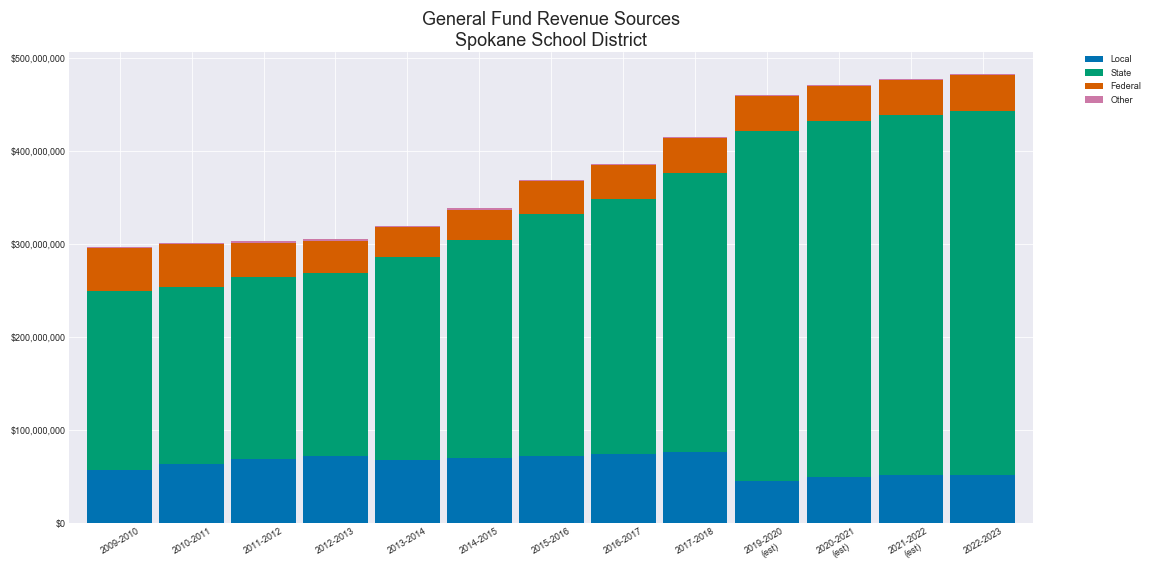 General Fund Revenue Sources
Spokane School District
$500,000,000
$400,000,000
$300,000,000
$200,000,000
$100,000,000
$0
Local
State
Federal
Other
2009-2010
2010-2011
2011-2012
2012-2013
2013-2014
2014-2015
2015-2016
2016-2017
2017-2018
2019-2020
(est)
2020-2021
(est)
2021-2022
(est)
2022-2023